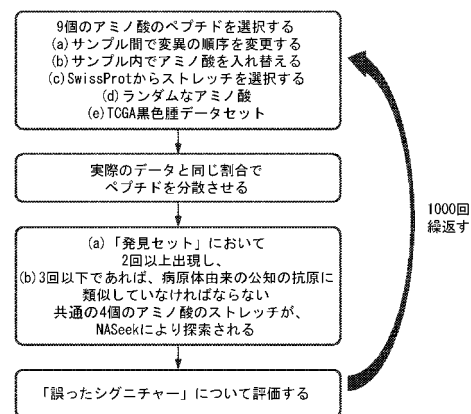 9個のアミノ酸のペプチドを選択する
(a)サンプル間で変異の順序を変更する
(b)サンプル内でアミノ酸を入れ替える
(c)SwissProtからストレッチを選択する
(d)ランダムなアミノ酸
(e)TCGA黒色腫データセット
実際のデータと同じ割合で
ペプチドを分散させる
(a)「発見セット」において
2回以上出現し、
(b)3回以下であれば、病原体由来の公知の抗原に
類似していなければならない
共通の4個のアミノ酸のストレッチが、
NASeekにより探索される
「誤ったシグニチャー」について評価する
1000回
繰返す